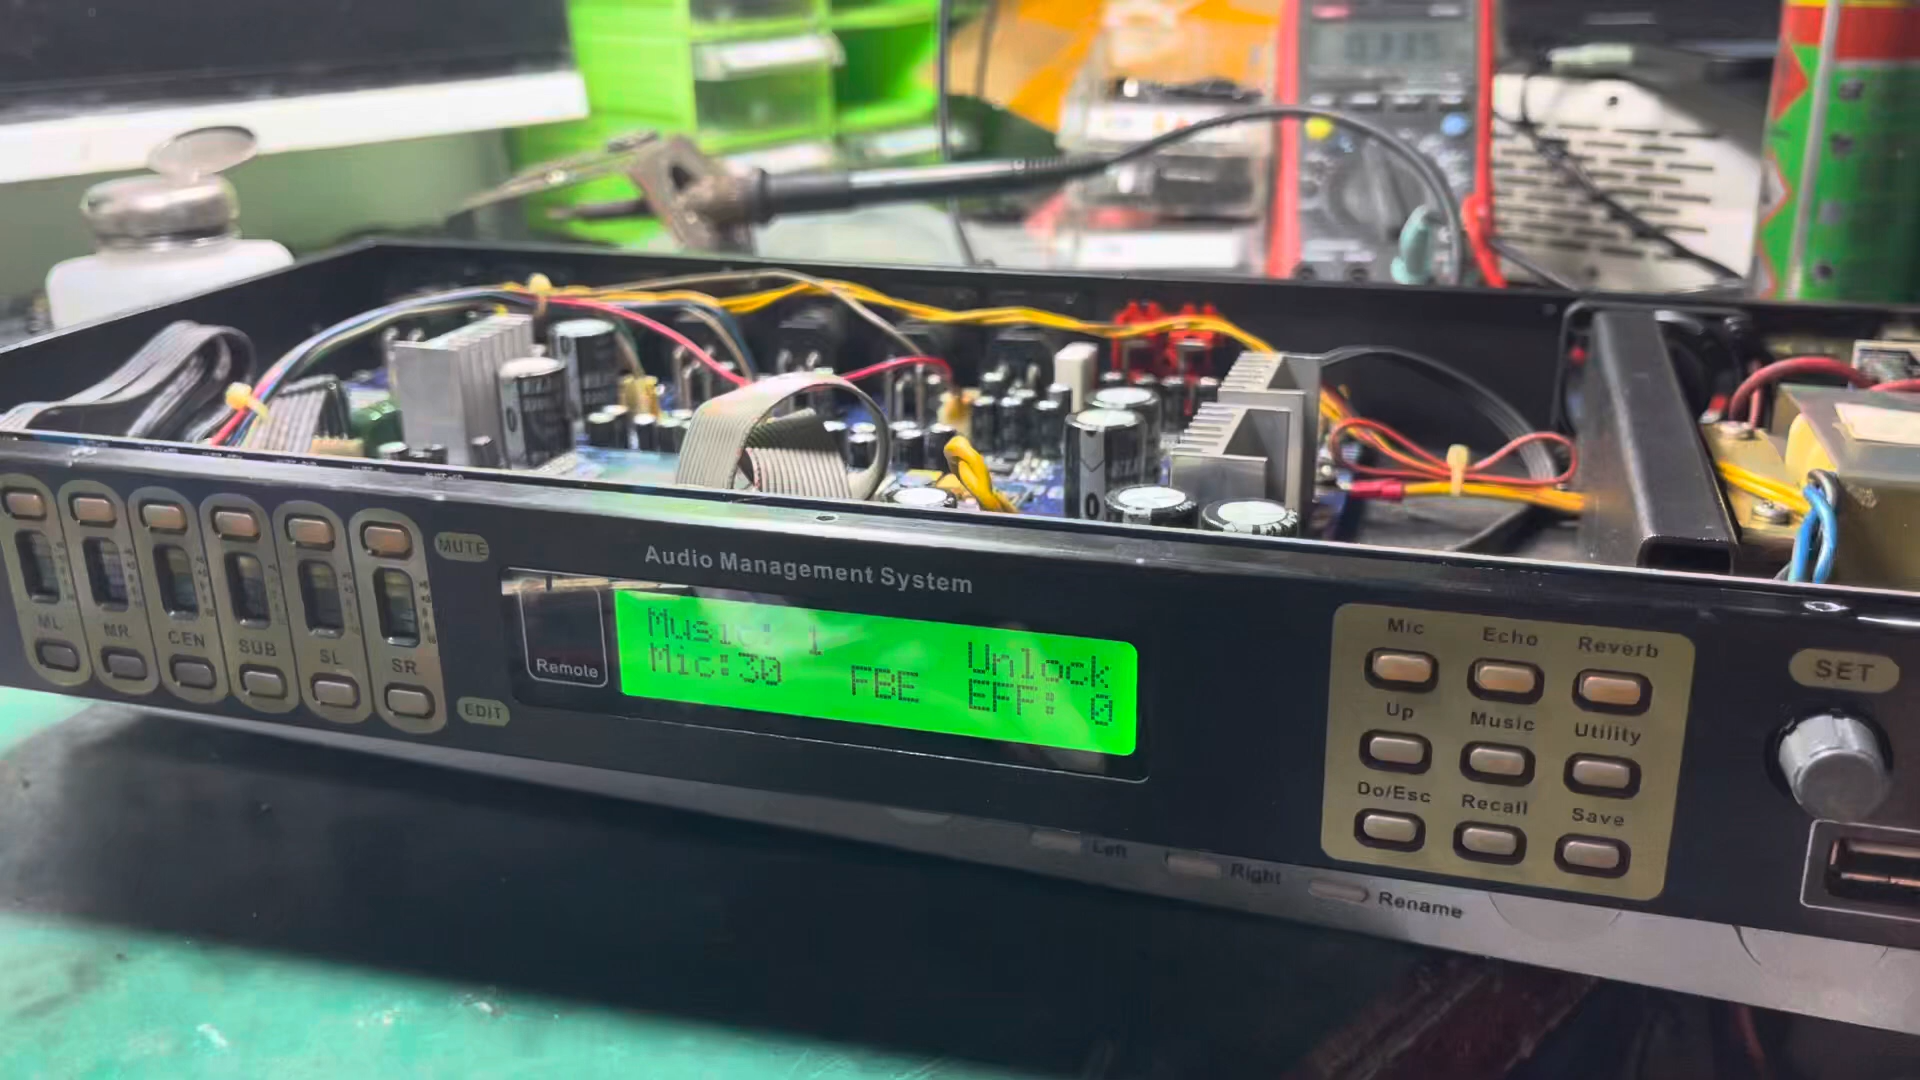 Audio Management System
Music: 1 Unlock
Mic:30 FBE EFF: 0
Remote
MUTE
EDIT
ML
MR
CEN
SUB
SL
SR
Mic Echo Reverb
Up Music Utility
Do/Esc Recall Save
SET
Left
Right
Rename